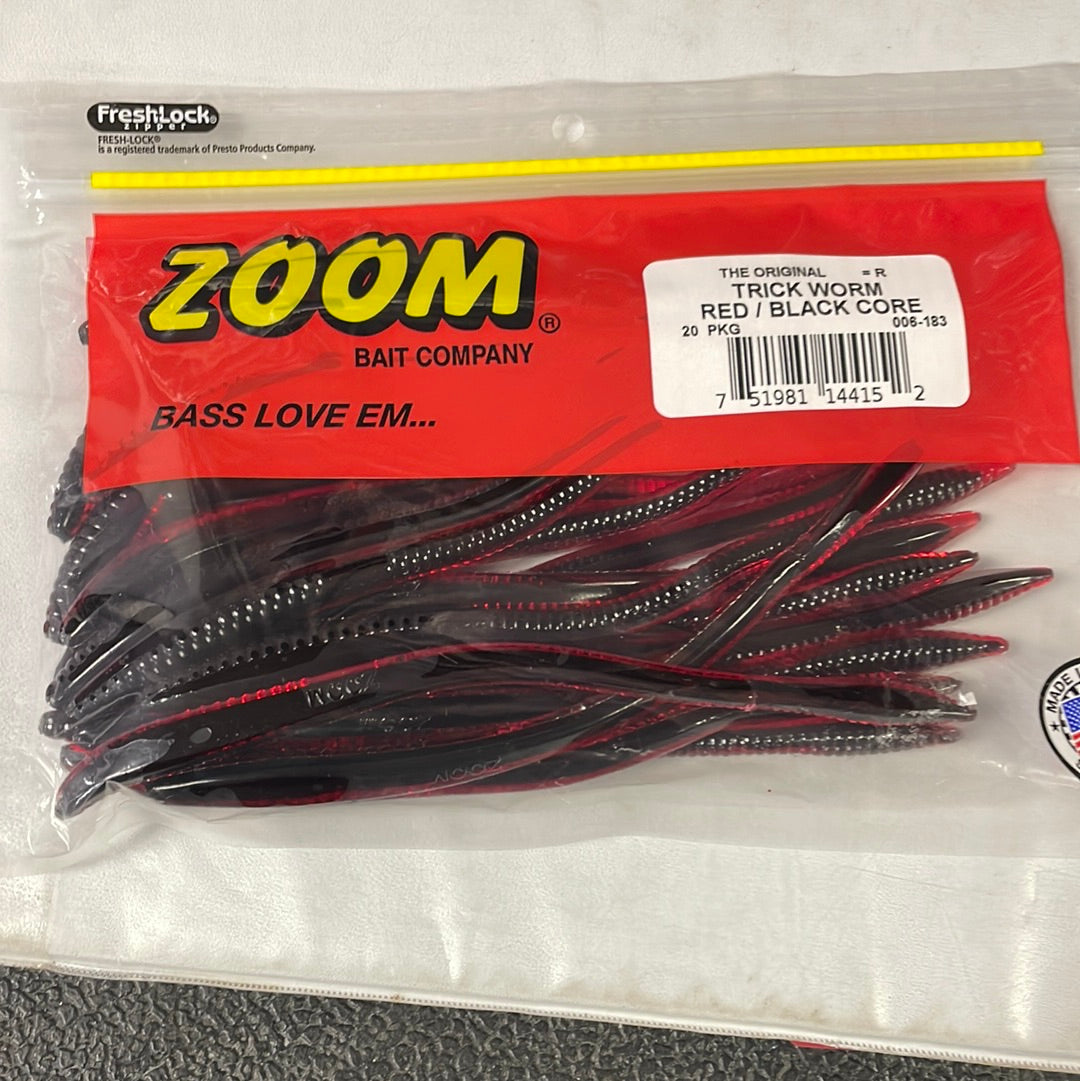 FreshLock®
zipper
FRESH-LOCK®
is a registered trademark of Presto Products Company.
ZOOM®
BAIT COMPANY
BASS LOVE EM...
THE ORIGINAL = R
TRICK WORM
RED / BLACK CORE
20 PKG 006-183
7 51981 14415 2
ZOOM
ZOOM
MADE